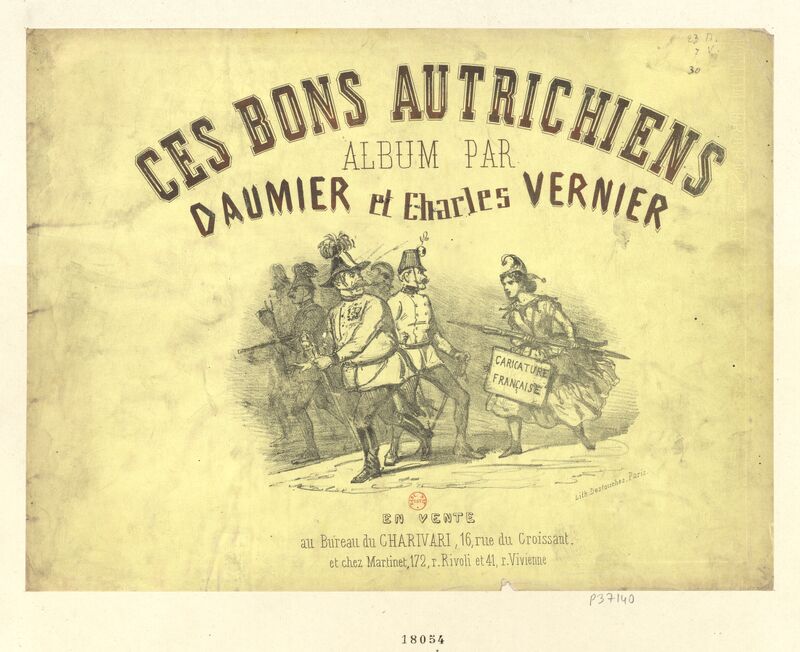 30
CES BONS AUTRICHIENS
ALBUM PAR
DAUMIER et Charles VERNIER
CARICATURE
FRANÇAISE
Lith. Destouches, Paris.
EN VENTE
au Bureau du CHARIVARI, 16, rue du Croissant.
et chez Martinet, 172, r. Rivoli et 41, r. Vivienne
P37140
18054